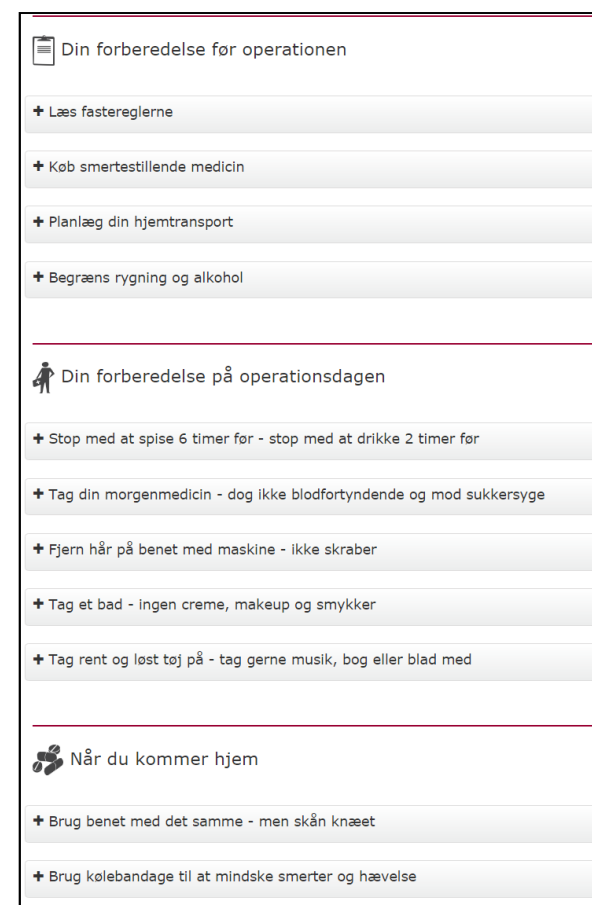 Din forberedelse før operationen
+ Læs fastereglerne
+ Køb smertestillende medicin
+ Planlæg din hjemtransport
+ Begræns rygning og alkohol
Din forberedelse på operationsdagen
+ Stop med at spise 6 timer før - stop med at drikke 2 timer før
+ Tag din morgenmedicin - dog ikke blodfortyndende og mod sukkersyge
+ Fjern hår på benet med maskine - ikke skraber
+ Tag et bad - ingen creme, makeup og smykker
+ Tag rent og løst tøj på - tag gerne musik, bog eller blad med
Når du kommer hjem
+ Brug benet med det samme - men skån knæet
+ Brug kølebandage til at mindske smerter og hævelse